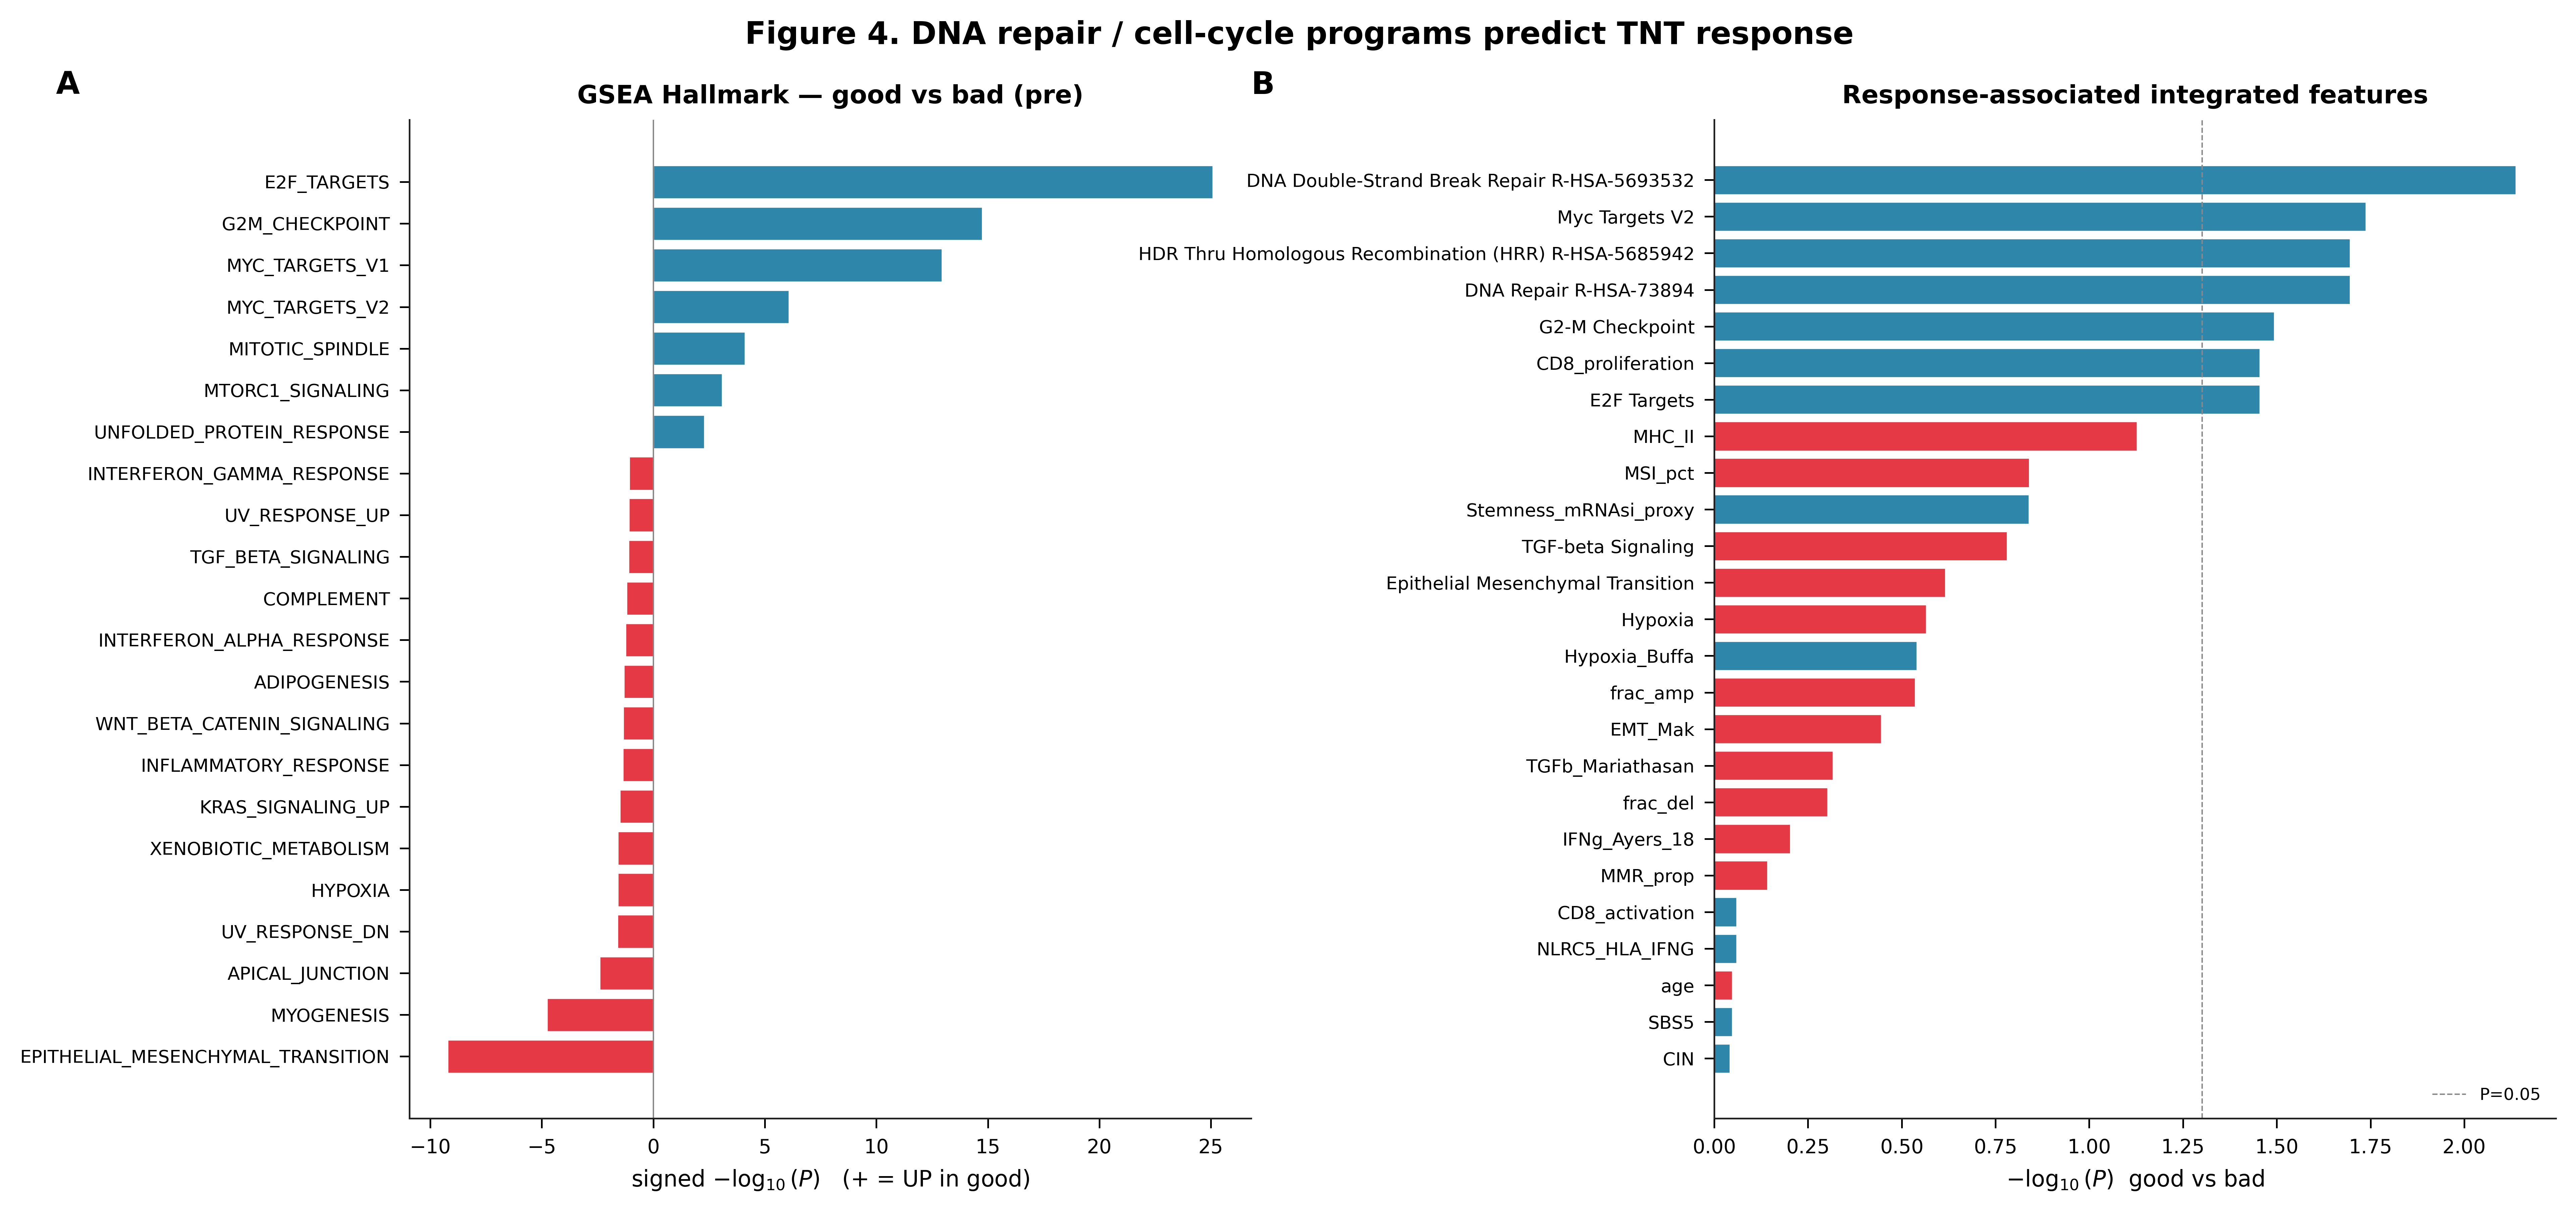 Figure 4. DNA repair / cell-cycle programs predict TNT response
A
GSEA Hallmark — good vs bad (pre)
E2F_TARGETS
G2M_CHECKPOINT
MYC_TARGETS_V1
MYC_TARGETS_V2
MITOTIC_SPINDLE
MTORC1_SIGNALING
UNFOLDED_PROTEIN_RESPONSE
INTERFERON_GAMMA_RESPONSE
UV_RESPONSE_UP
TGF_BETA_SIGNALING
COMPLEMENT
INTERFERON_ALPHA_RESPONSE
ADIPOGENESIS
WNT_BETA_CATENIN_SIGNALING
INFLAMMATORY_RESPONSE
KRAS_SIGNALING_UP
XENOBIOTIC_METABOLISM
HYPOXIA
UV_RESPONSE_DN
APICAL_JUNCTION
MYOGENESIS
EPITHELIAL_MESENCHYMAL_TRANSITION
−10 −5 0 5 10 15 20 25
signed −log₁₀(P) (+ = UP in good)
B
Response-associated integrated features
DNA Double-Strand Break Repair R-HSA-5693532
Myc Targets V2
HDR Thru Homologous Recombination (HRR) R-HSA-5685942
DNA Repair R-HSA-73894
G2-M Checkpoint
CD8_proliferation
E2F Targets
MHC_II
MSI_pct
Stemness_mRNAsi_proxy
TGF-beta Signaling
Epithelial Mesenchymal Transition
Hypoxia
Hypoxia_Buffa
frac_amp
EMT_Mak
TGFb_Mariathasan
frac_del
IFNg_Ayers_18
MMR_prop
CD8_activation
NLRC5_HLA_IFNG
age
SBS5
CIN
P=0.05
0.00 0.25 0.50 0.75 1.00 1.25 1.50 1.75 2.00
−log₁₀(P) good vs bad